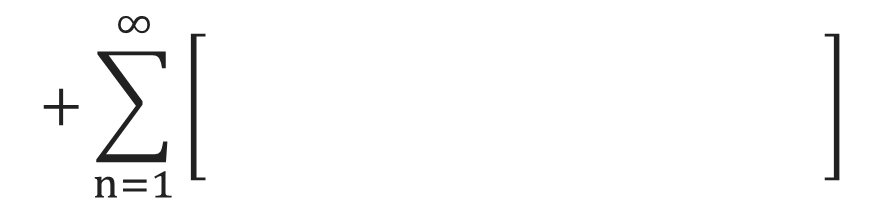 + ∑_{n=1}^{∞} [ ]